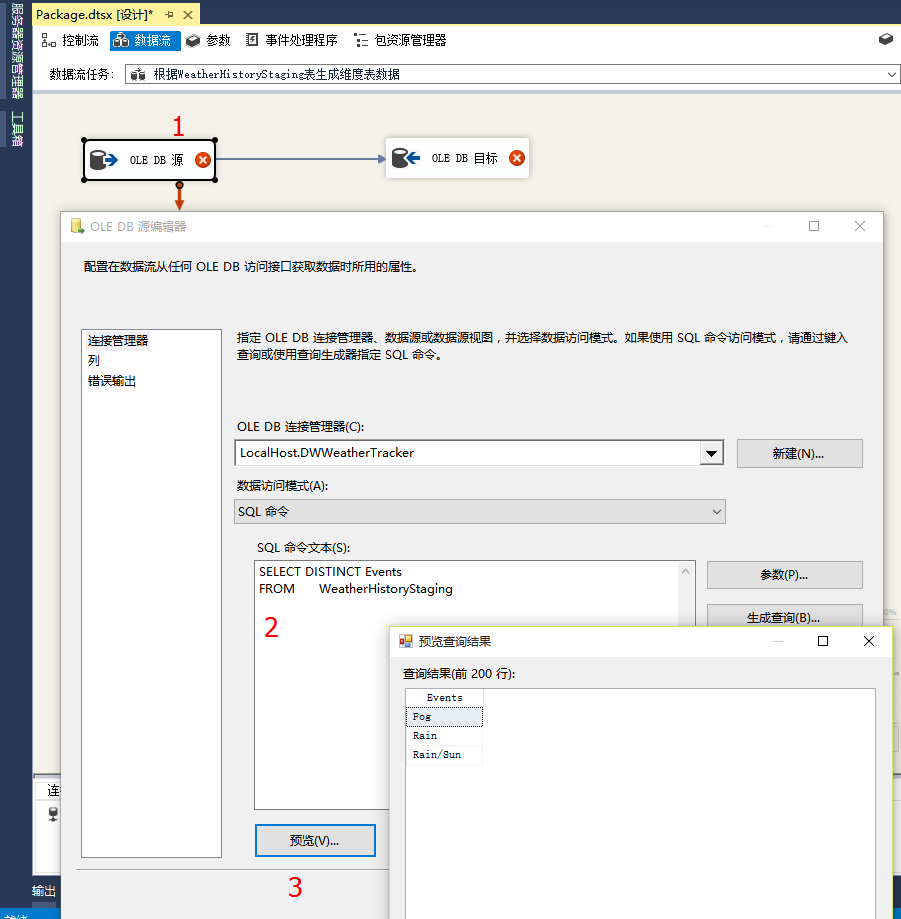 服务器资源管理器
工具箱
Package.dtsx [设计]*
控制流
数据流
参数
事件处理程序
包资源管理器
数据流任务:
根据WeatherHistoryStaging表生成维度表数据
1
OLE DB 源
OLE DB 目标
OLE DB 源编辑器
配置在数据流从任何 OLE DB 访问接口获取数据时所用的属性。
连接管理器
列
错误输出
指定 OLE DB 连接管理器、数据源或数据源视图，并选择数据访问模式。如果使用 SQL 命令访问模式，请通过键入
查询或使用查询生成器指定 SQL 命令。
OLE DB 连接管理器(C):
LocalHost.DWWeatherTracker
新建(N)...
数据访问模式(A):
SQL 命令
SQL 命令文本(S):
SELECT DISTINCT Events
FROM WeatherHistoryStaging
参数(P)...
生成查询(B)...
2
预览查询结果
查询结果(前 200 行):
Events
Fog
Rain
Rain/Sun
预览(V)...
3
连
输出